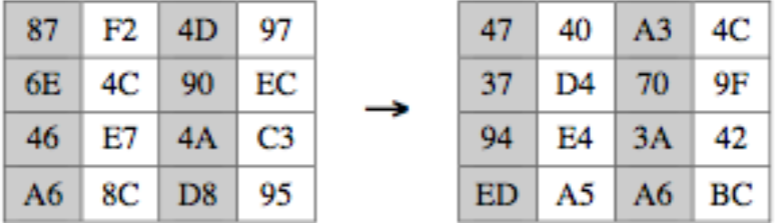 87 F2 4D 97 47 40 A3 4C
6E 4C 90 EC → 37 D4 70 9F
46 E7 4A C3 94 E4 3A 42
A6 8C D8 95 ED A5 A6 BC